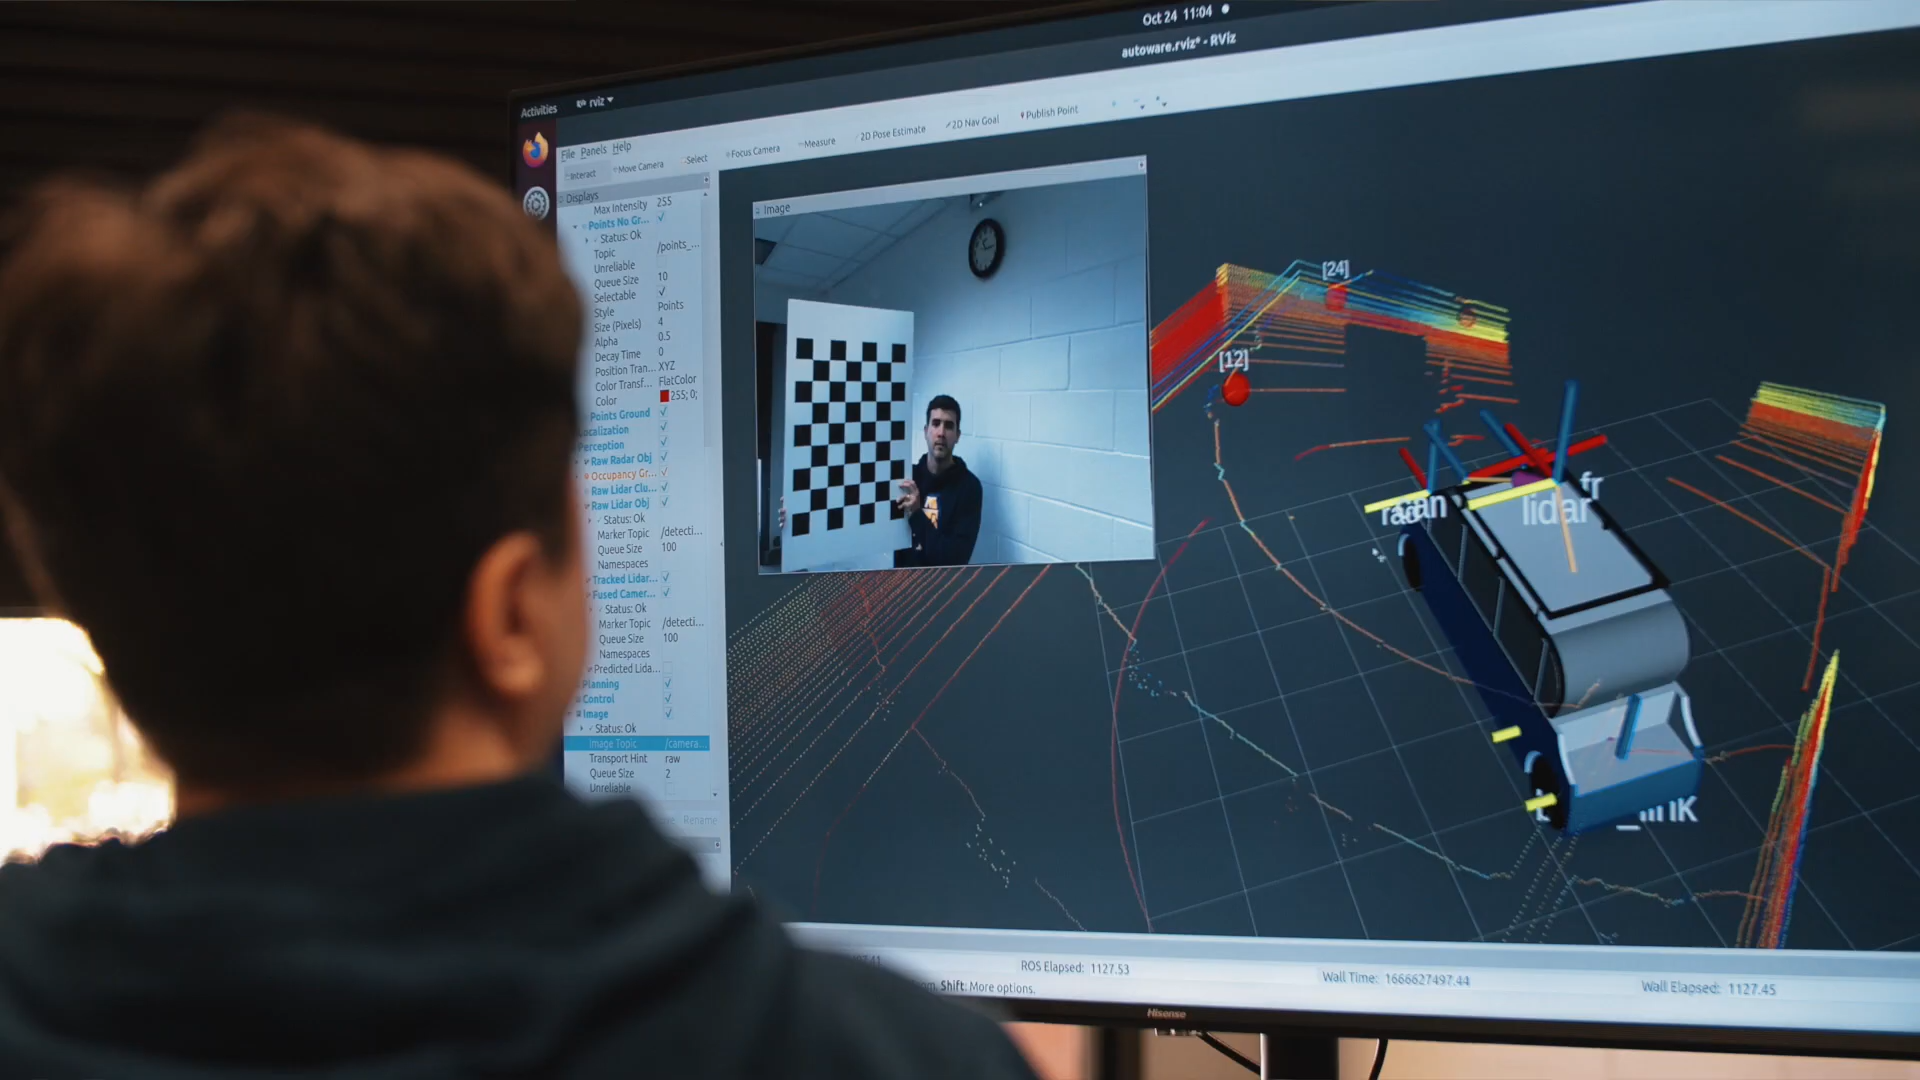 Oct 24 11:04
autoware.rviz* - RViz
Activities
rviz
File Panels Help
Interact
Move Camera
Select
Focus Camera
Measure
2D Pose Estimate
2D Nav Goal
Publish Point
Displays
Max Intensity 255
Points No Gr...
Status: Ok
Topic /points_...
Unreliable
Queue Size 10
Selectable
Style Points
Size (Pixels) 4
Alpha 0.5
Decay Time 0
Position Tran... XYZ
Color Transf... FlatColor
Color 255; 0;
Points Ground
Localization
Perception
Raw Radar Obj
Occupancy Gr...
Raw Lidar Clu...
Raw Lidar Obj
Status: Ok
Marker Topic /detecti...
Queue Size 100
Namespaces
Tracked Lidar...
Fused Camer...
Status: Ok
Marker Topic /detecti...
Queue Size 100
Namespaces
Predicted Lida...
Planning
Control
Image
Status: Ok
Image Topic /camera...
Transport Hint raw
Queue Size 2
Unreliable
Rename
Image
[24]
[12]
lidar
fr
ROS Elapsed: 1127.53
Wall Time: 1666627497.44
Wall Elapsed: 1127.45
Shift: More options.
Hisense